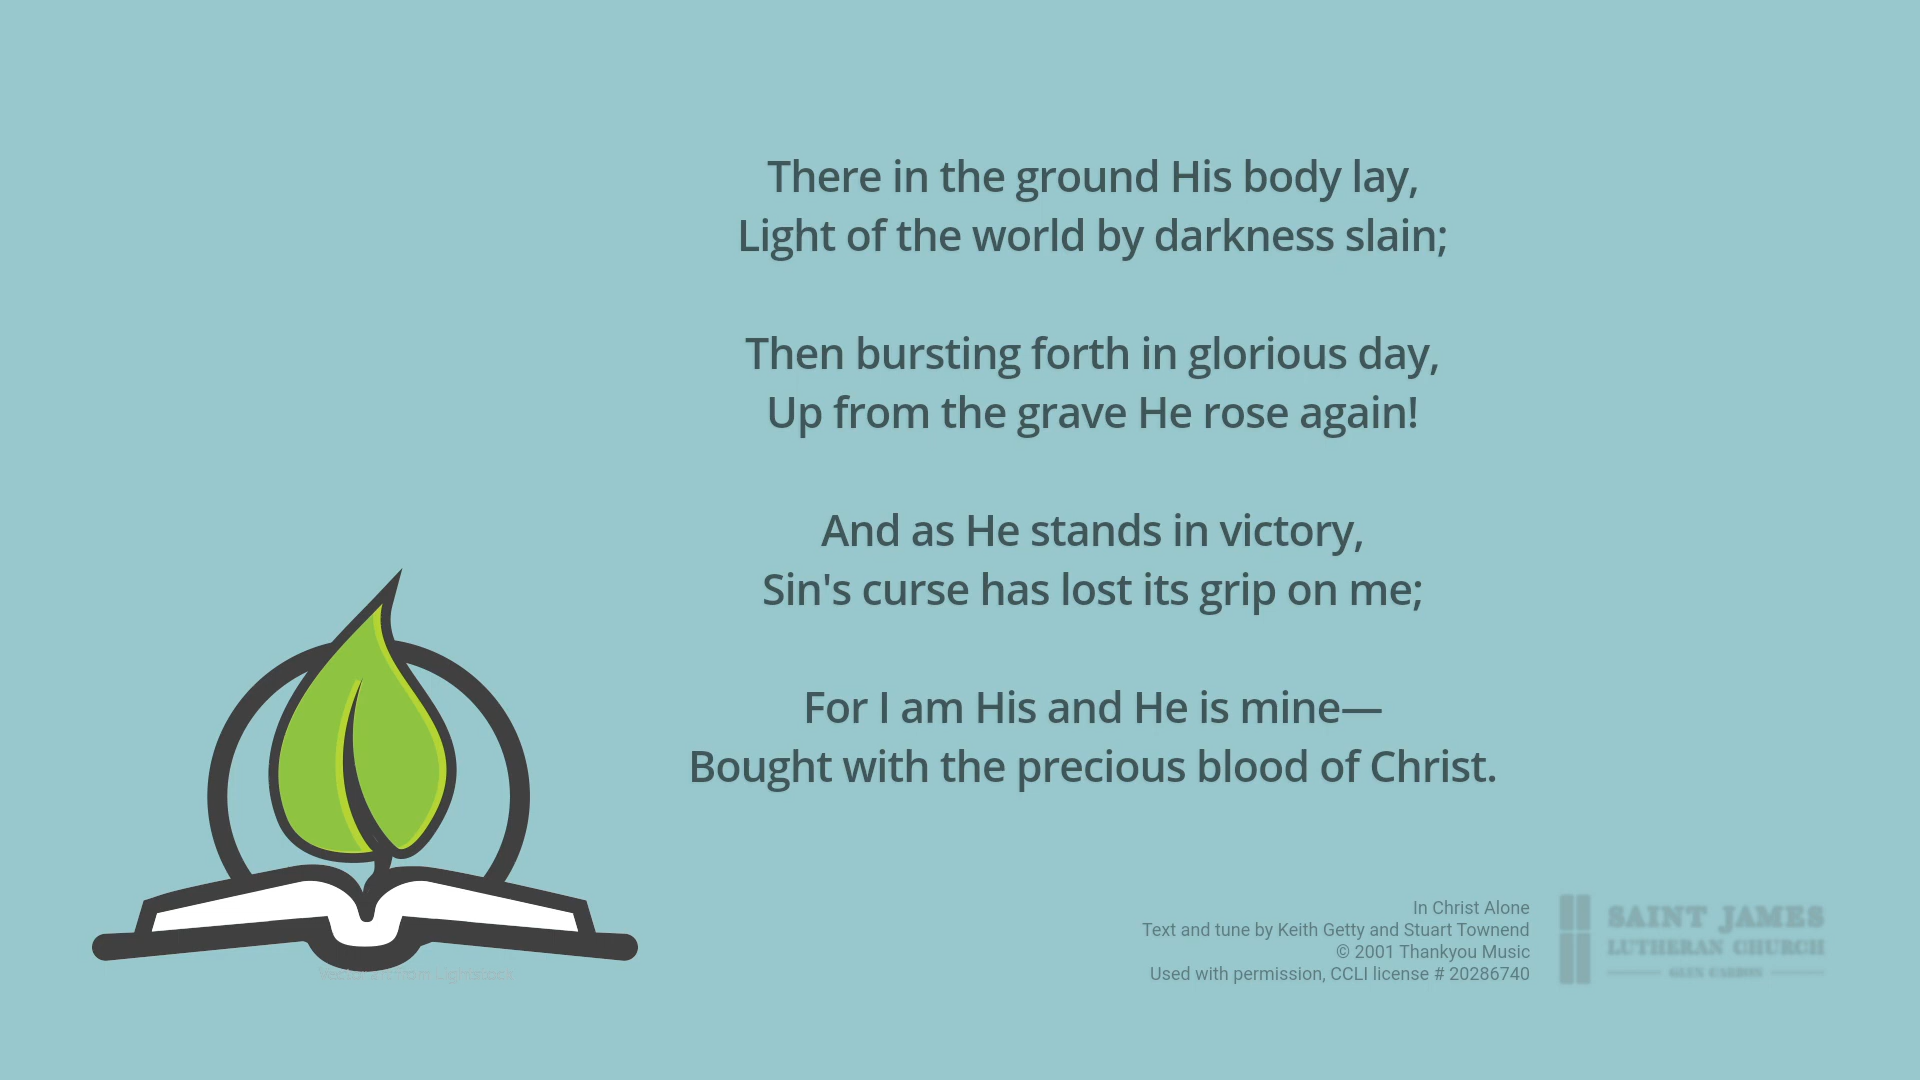 There in the ground His body lay,
Light of the world by darkness slain;
Then bursting forth in glorious day,
Up from the grave He rose again!
And as He stands in victory,
Sin's curse has lost its grip on me;
For I am His and He is mine—
Bought with the precious blood of Christ.
In Christ Alone
Text and tune by Keith Getty and Stuart Townend
© 2001 Thankyou Music
Used with permission, CCLI license # 20286740
SAINT JAMES
LUTHERAN CHURCH
GLEN CARBON